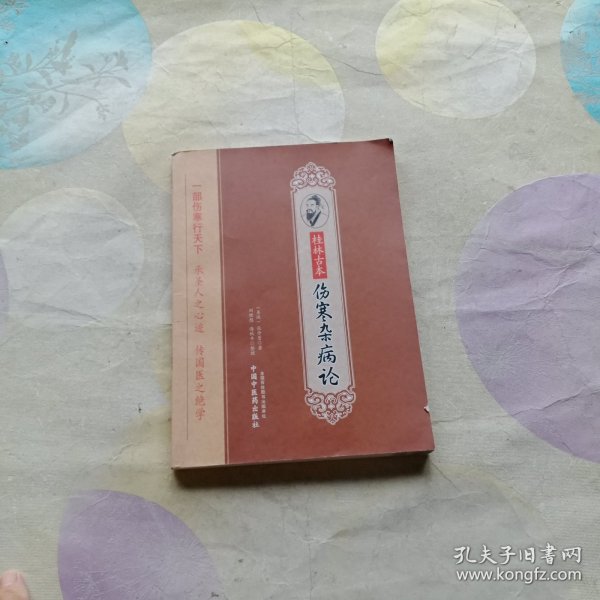 桂林古本
伤寒杂病论
一部伤寒行天下 承圣人之心迹 传国医之绝学
中国中医药出版社
孔夫子旧书网
www.kongfz.com